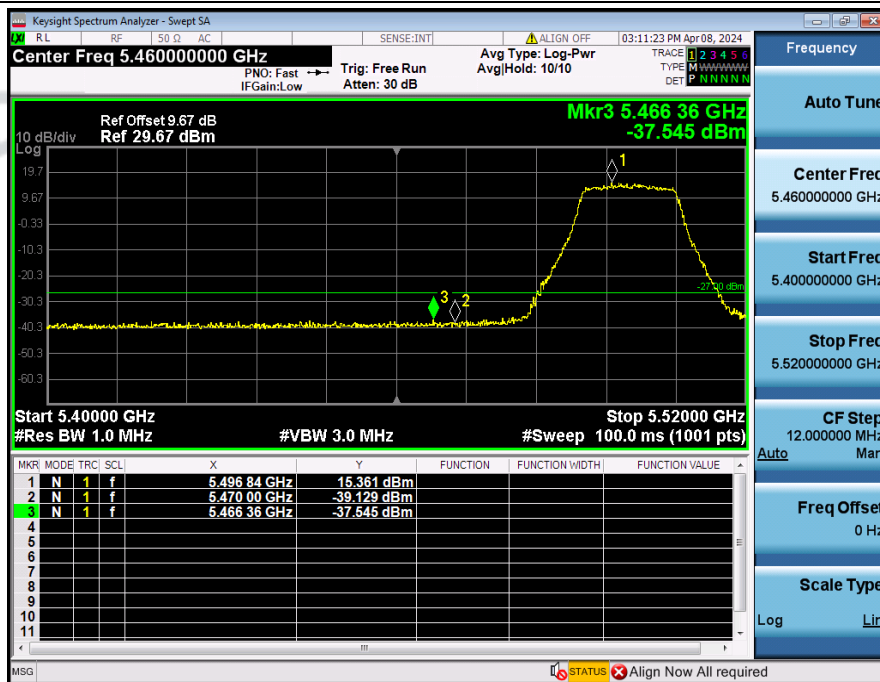 Keysight Spectrum Analyzer - Swept SA
LXI RL RF 50 Ω AC SENSE:INT ALIGN OFF 03:11:23 PM Apr 08, 2024
Center Freq 5.460000000 GHz
PNO: Fast
IFGain:Low
Trig: Free Run
Atten: 30 dB
Avg Type: Log-Pwr
Avg|Hold: 10/10
TRACE 1 2 3 4 5 6
TYPE M W W W W W
DET P N N N N N
Mkr3 5.466 36 GHz
-37.545 dBm
Ref Offset 9.67 dB
10 dB/div Ref 29.67 dBm
Log
19.7
9.67
-0.33
-10.3
-20.3
-30.3
-40.3
-50.3
-60.3
1
3
2
-27.00 dBm
Start 5.40000 GHz Stop 5.52000 GHz
#Res BW 1.0 MHz #VBW 3.0 MHz #Sweep 100.0 ms (1001 pts)
MKR MODE TRC SCL X Y FUNCTION FUNCTION WIDTH FUNCTION VALUE
1 N 1 f 5.496 84 GHz 15.361 dBm
2 N 1 f 5.470 00 GHz -39.129 dBm
3 N 1 f 5.466 36 GHz -37.545 dBm
4
5
6
7
8
9
10
11
MSG STATUS Align Now All required
Frequency
Auto Tune
Center Freq
5.460000000 GHz
Start Freq
5.400000000 GHz
Stop Freq
5.520000000 GHz
CF Step
12.000000 MHz
Auto Man
Freq Offset
0 Hz
Scale Type
Log Lin